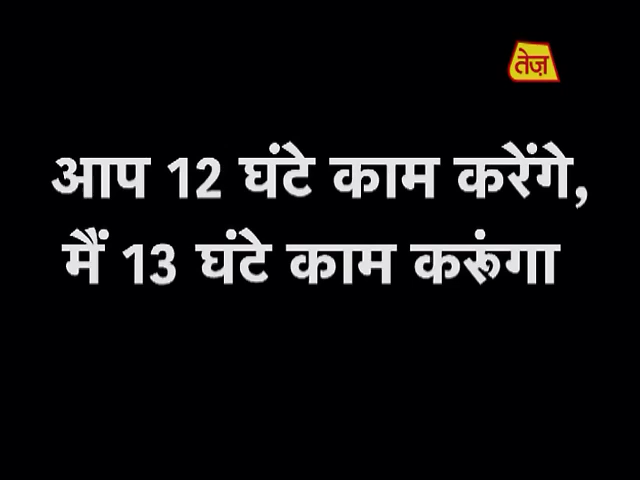 तेज़
आप 12 घंटे काम करेंगे,
मैं 13 घंटे काम करूंगा